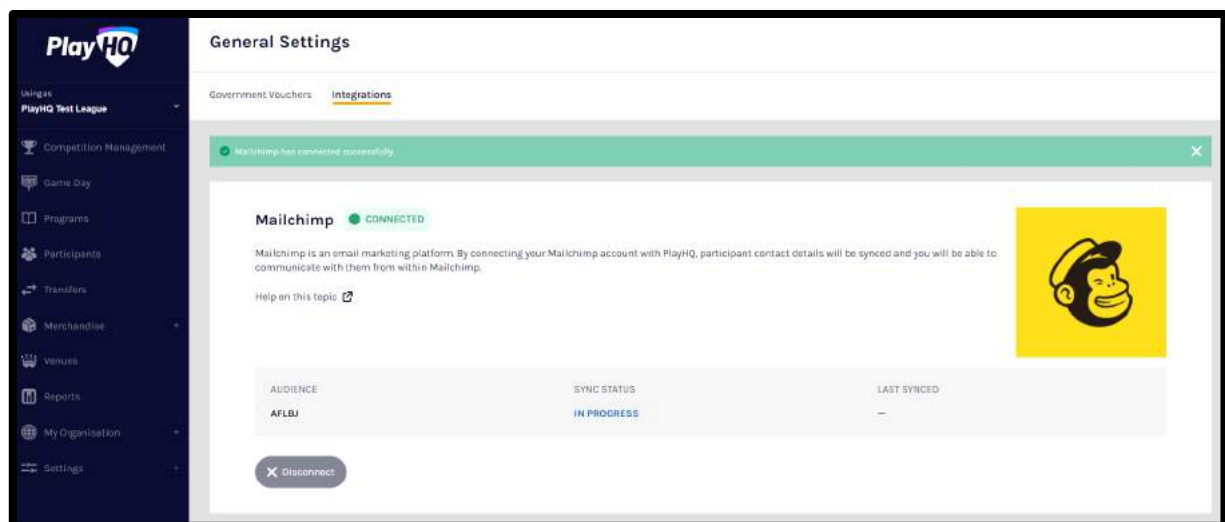 PlayHQ
Using as
PlayHQ Test League
Competition Management
Game Day
Programs
Participants
Transfers
Merchandise
Venues
Reports
My Organisation
Settings
General Settings
Government Vouchers
Integrations
Mailchimp has connected successfully.
Mailchimp
CONNECTED
Mailchimp is an email marketing platform. By connecting your Mailchimp account with PlayHQ, participant contact details will be synced and you will be able to
communicate with them from within Mailchimp.
Help on this topic
AUDIENCE
SYNC STATUS
LAST SYNCED
AFLBJ
IN PROGRESS
—
Disconnect